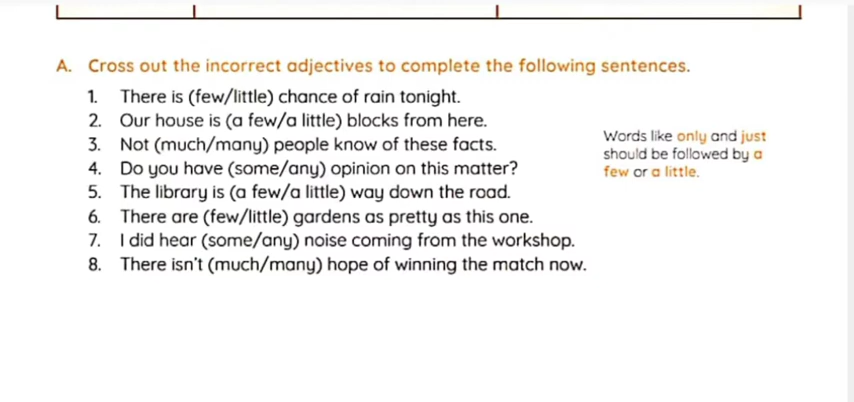 A. Cross out the incorrect adjectives to complete the following sentences.
1. There is (few/little) chance of rain tonight.
2. Our house is (a few/a little) blocks from here.
3. Not (much/many) people know of these facts.
4. Do you have (some/any) opinion on this matter?
5. The library is (a few/a little) way down the road.
6. There are (few/little) gardens as pretty as this one.
7. I did hear (some/any) noise coming from the workshop.
8. There isn't (much/many) hope of winning the match now.
Words like only and just
should be followed by a
few or a little.